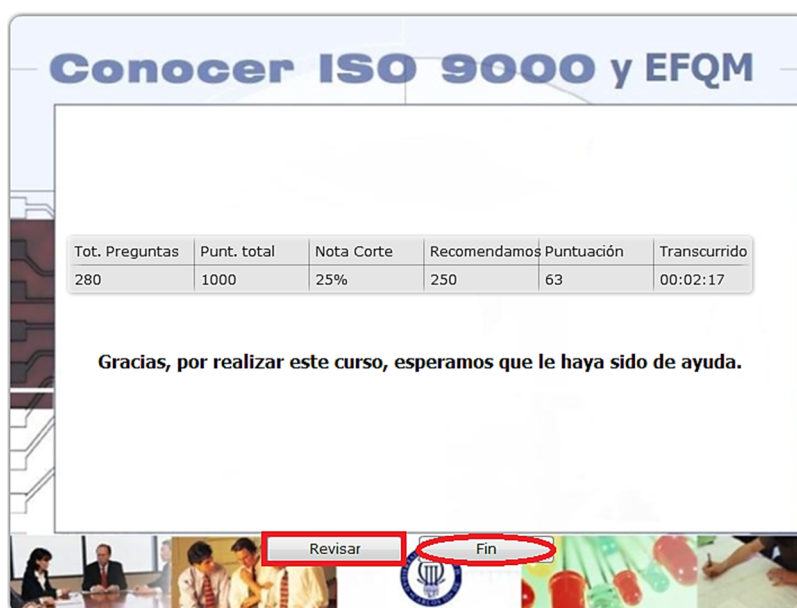 Conocer ISO 9000 y EFQM
Tot. Preguntas Punt. total Nota Corte Recomendamos Puntuación Transcurrido
280 1000 25% 250 63 00:02:17
Gracias, por realizar este curso, esperamos que le haya sido de ayuda.
Revisar Fin